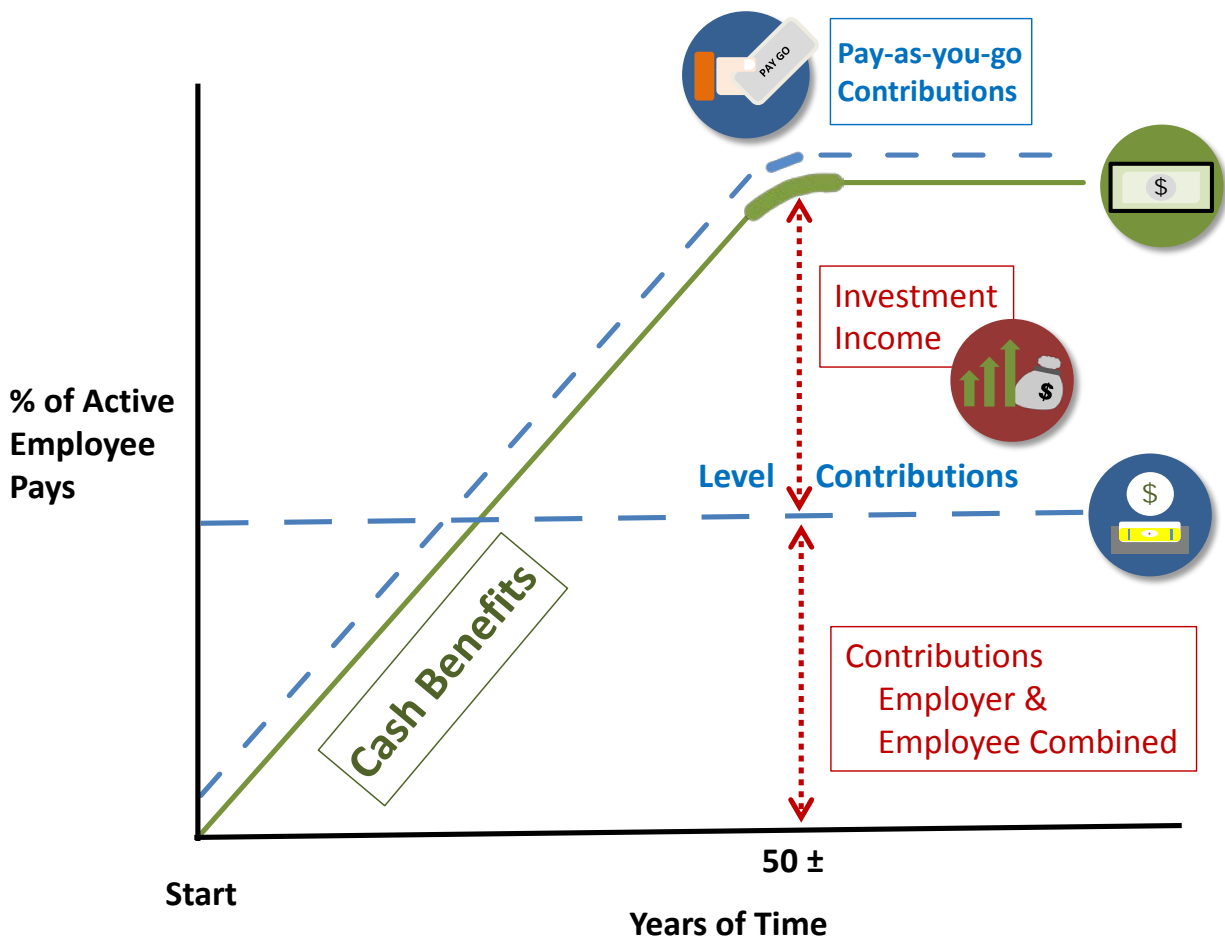 PAY GO
Pay-as-you-go
Contributions
$
Investment
Income
$
% of Active
Employee
Pays
Level Contributions
$
Cash Benefits
Contributions
Employer &
Employee Combined
50 ±
Start
Years of Time